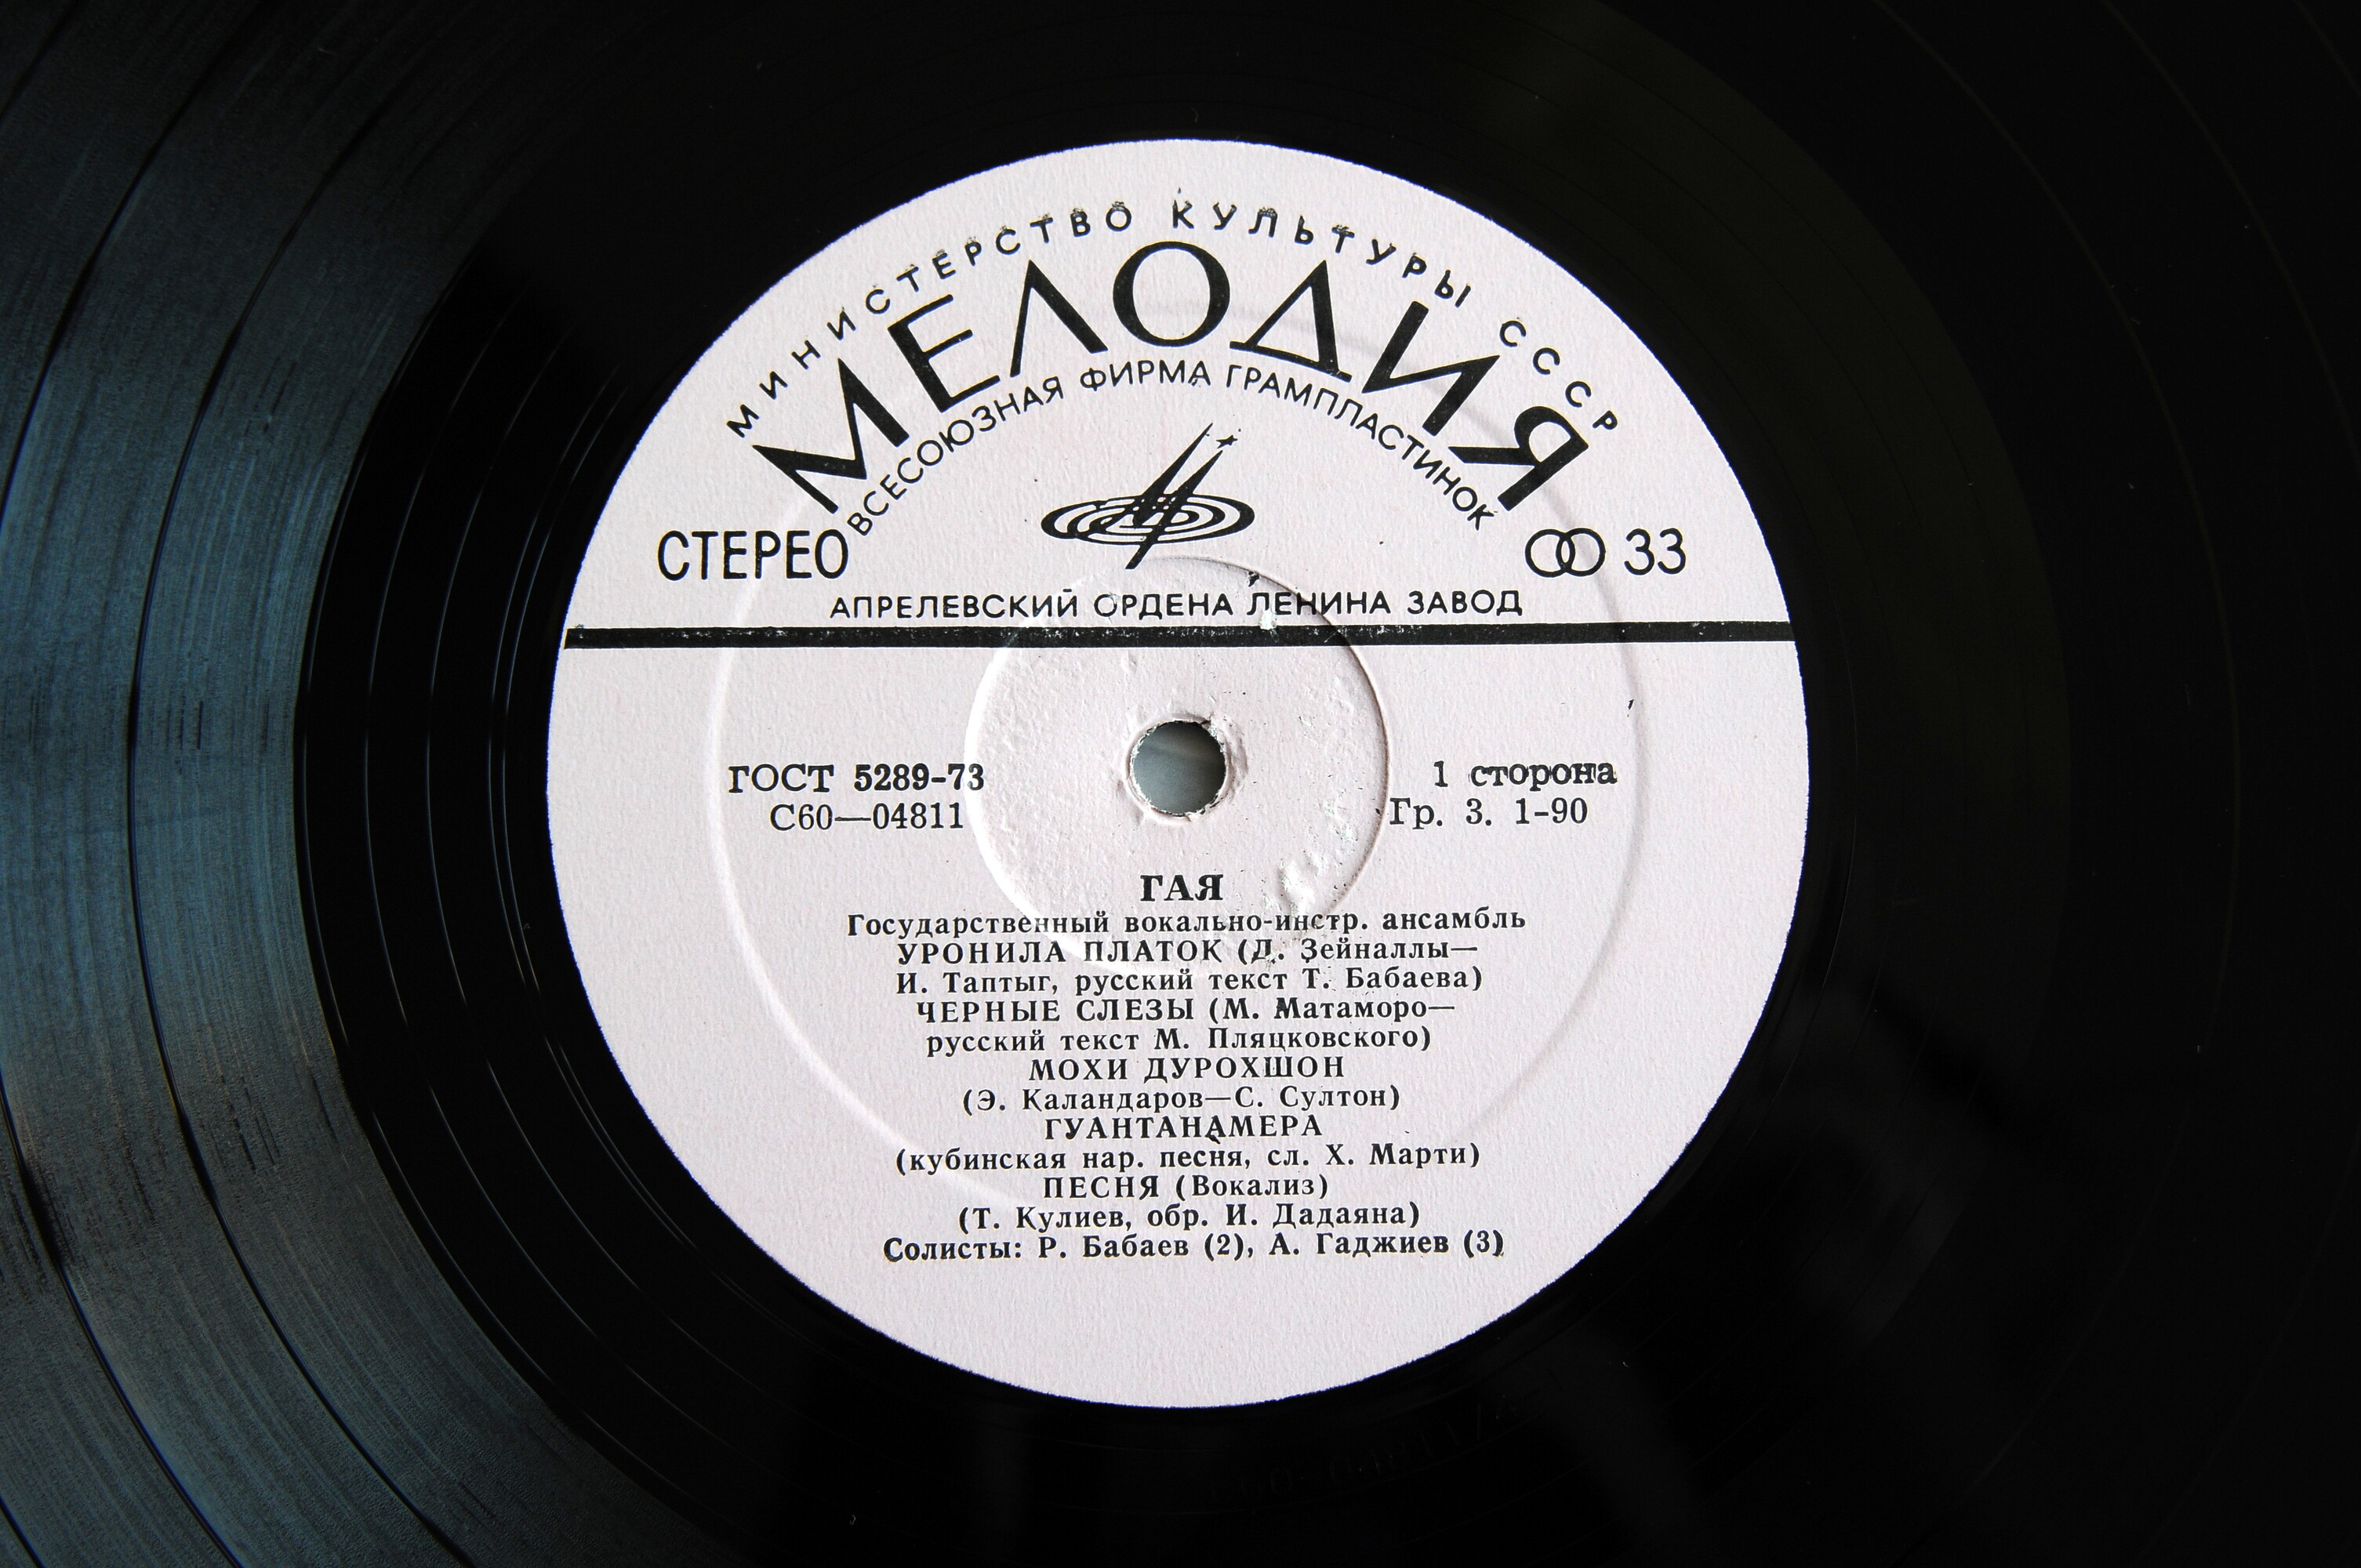 МИНИСТЕРСТВО КУЛЬТУРЫ СССР
МЕЛОДИЯ
ВСЕСОЮЗНАЯ ФИРМА ГРАМПЛАСТИНОК
СТЕРЕО
33
АПРЕЛЕВСКИЙ ОРДЕНА ЛЕНИНА ЗАВОД
ГОСТ 5289-73
1 сторона
С60—04811
Гр. 3. 1-90
ГАЯ
Государственный вокально-инстр. ансамбль
УРОНИЛА ПЛАТОК (Д. Зейналлы—
И. Таптыг, русский текст Т. Бабаева)
ЧЕРНЫЕ СЛЕЗЫ (М. Матаморо—
русский текст М. Пляцковского)
МОХИ ДУРОХШОН
(Э. Каландаров—С. Султон)
ГУАНТАНАМЕРА
(кубинская нар. песня, сл. Х. Марти)
ПЕСНЯ (Вокализ)
(Т. Кулиев, обр. И. Дадаяна)
Солисты: Р. Бабаев (2), А. Гаджиев (3)